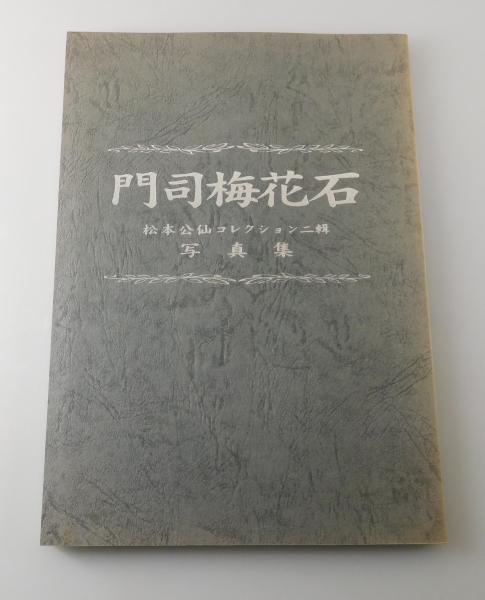 門司梅花石
松本公仙コレクション二輯
写真集